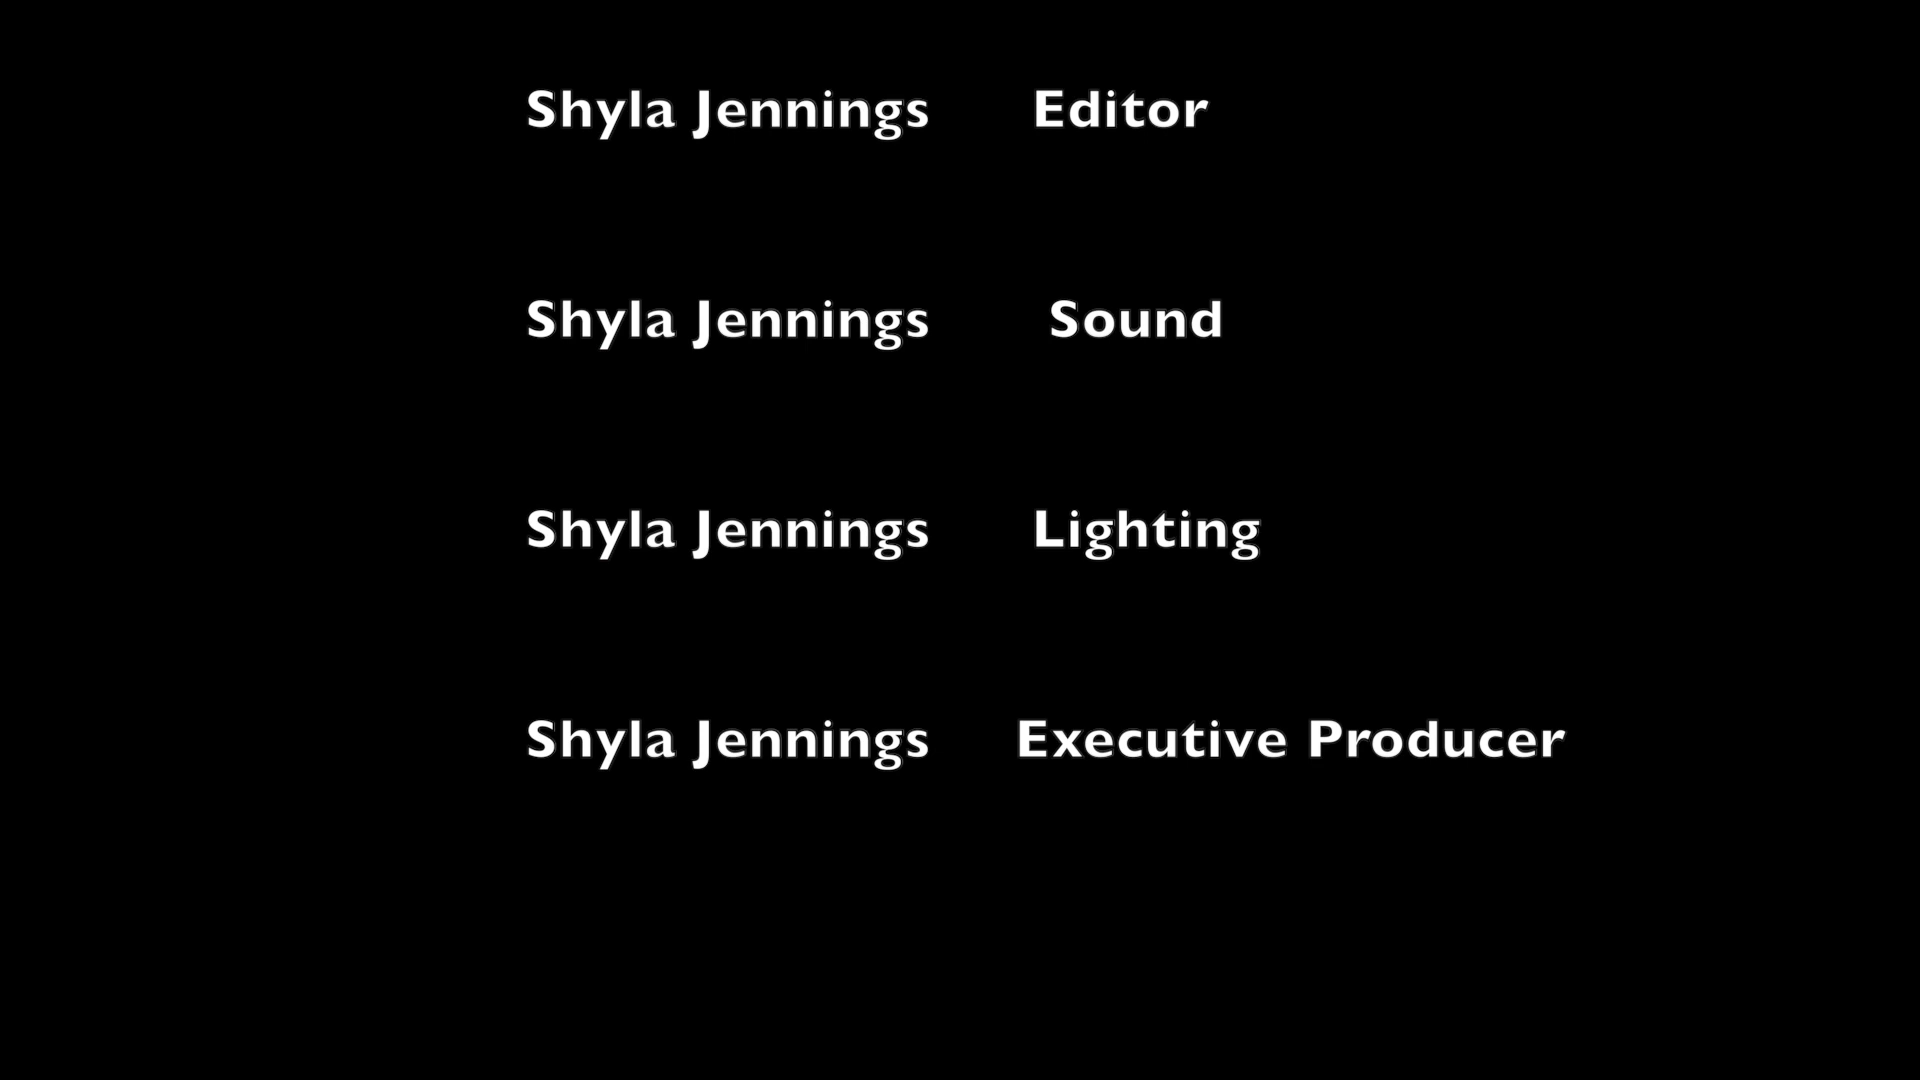 Shyla Jennings Editor
Shyla Jennings Sound
Shyla Jennings Lighting
Shyla Jennings Executive Producer